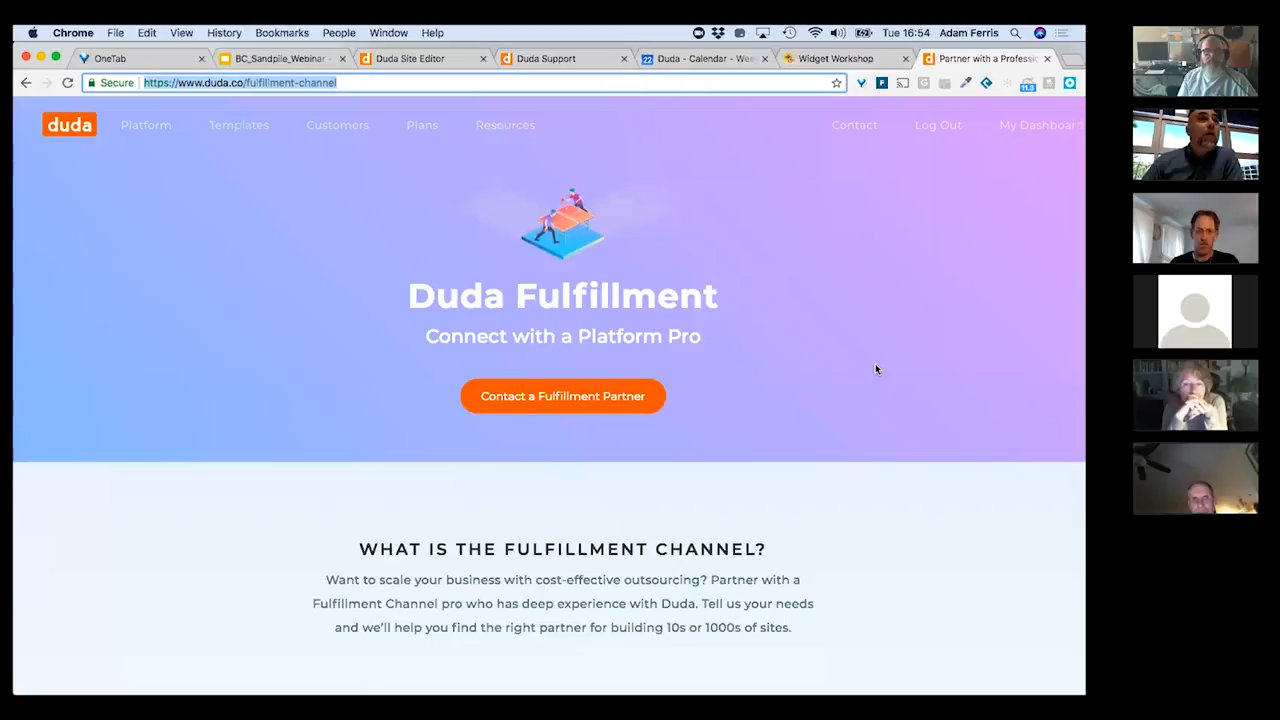 Chrome File Edit View History Bookmarks People Window Help Tue 16:54 Adam Ferris
OneTab BC_Sandpile_Webinar - Duda Site Editor Duda Support 22 Duda - Calendar - Wee Widget Workshop Partner with a Professio
Secure https://www.duda.co/fulfillment-channel 11.3
duda Platform Templates Customers Plans Resources Contact Log Out My Dashboard
Duda Fulfillment
Connect with a Platform Pro
Contact a Fulfillment Partner
WHAT IS THE FULFILLMENT CHANNEL?
Want to scale your business with cost-effective outsourcing? Partner with a
Fulfillment Channel pro who has deep experience with Duda. Tell us your needs
and we'll help you find the right partner for building 10s or 1000s of sites.